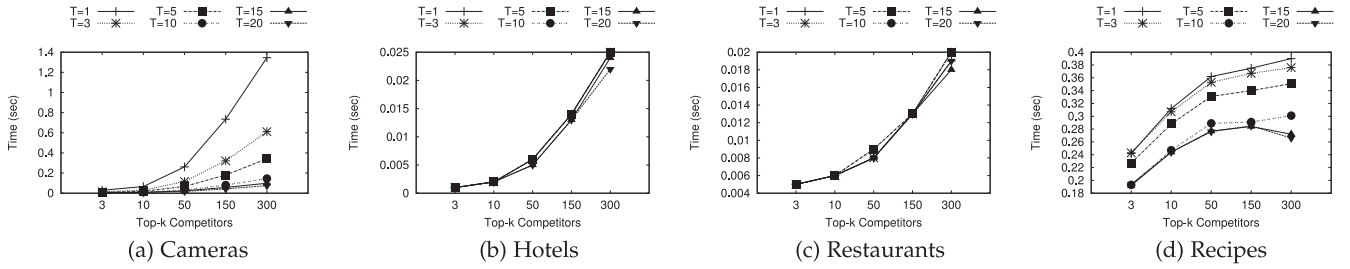 T=1 T=5 T=15
T=3 T=10 T=20
Time (sec)
1.4
1.2
1
0.8
0.6
0.4
0.2
0
3 10 50 150 300
Top-k Competitors
(a) Cameras
T=1 T=5 T=15
T=3 T=10 T=20
Time (sec)
0.025
0.02
0.015
0.01
0.005
0
3 10 50 150 300
Top-k Competitors
(b) Hotels
T=1 T=5 T=15
T=3 T=10 T=20
Time (sec)
0.02
0.018
0.016
0.014
0.012
0.01
0.008
0.006
0.004
3 10 50 150 300
Top-k Competitors
(c) Restaurants
T=1 T=5 T=15
T=3 T=10 T=20
Time (sec)
0.4
0.38
0.36
0.34
0.32
0.3
0.28
0.26
0.24
0.22
0.2
0.18
3 10 50 150 300
Top-k Competitors
(d) Recipes